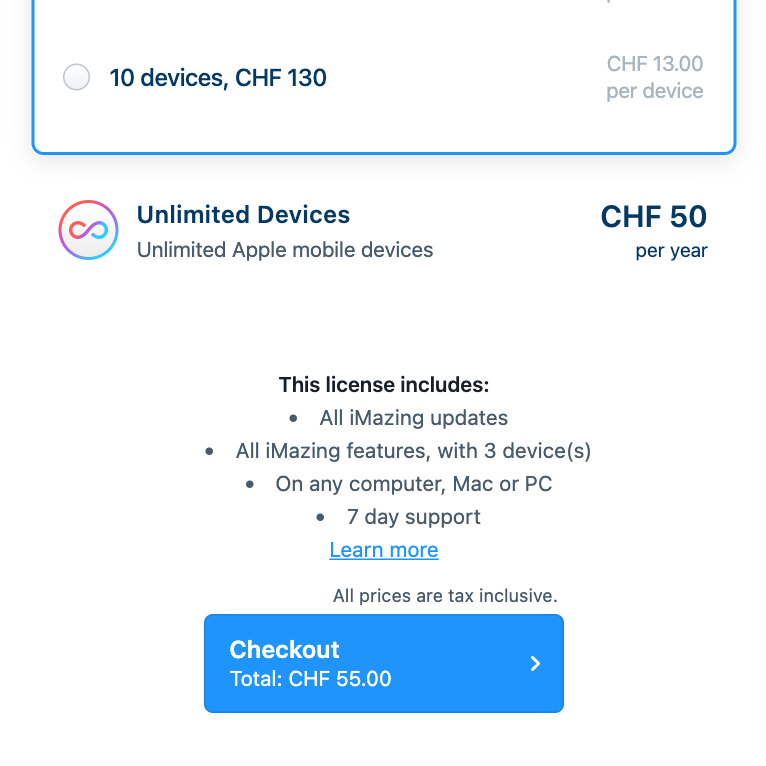 10 devices, CHF 130
CHF 13.00
per device
Unlimited Devices
Unlimited Apple mobile devices
CHF 50
per year
This license includes:
• All iMazing updates
• All iMazing features, with 3 device(s)
• On any computer, Mac or PC
• 7 day support
Learn more
All prices are tax inclusive.
Checkout
Total: CHF 55.00